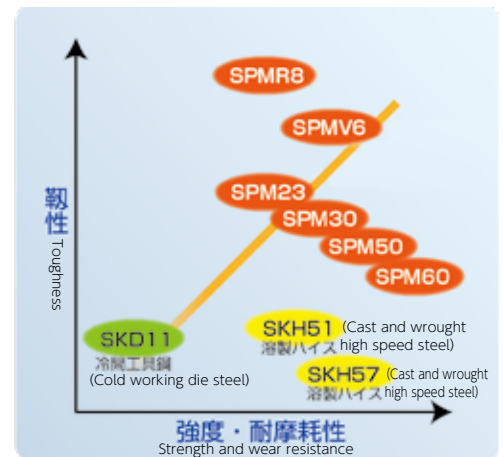 SPMR8
SPMV6
SPM23
SPM30
SPM50
SPM60
靱性
Toughness
SKD11
冷間工具鋼
(Cold working die steel)
SKH51 (Cast and wrought
溶製ハイス high speed steel)
SKH57 (Cast and wrought
溶製ハイス high speed steel)
強度・耐摩耗性
Strength and wear resistance